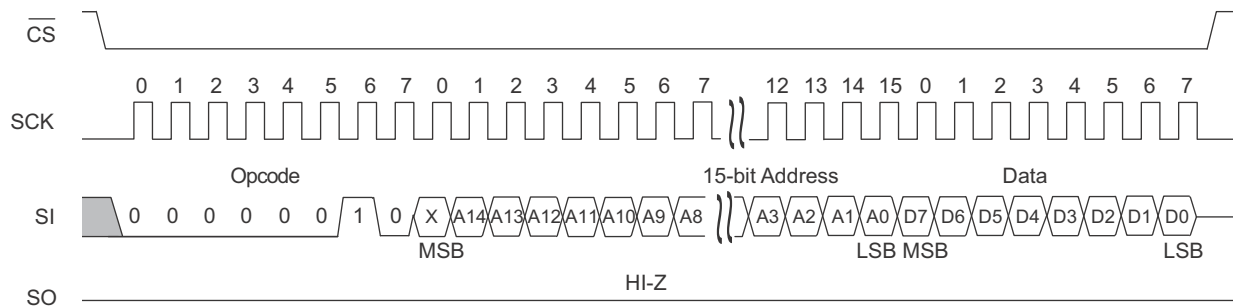 CS
0 1 2 3 4 5 6 7 0 1 2 3 4 5 6 7 12 13 14 15 0 1 2 3 4 5 6 7
SCK
Opcode 15-bit Address Data
SI 0 0 0 0 0 0 1 0 X A14 A13 A12 A11 A10 A9 A8 A3 A2 A1 A0 D7 D6 D5 D4 D3 D2 D1 D0
MSB LSB MSB LSB
HI-Z
SO